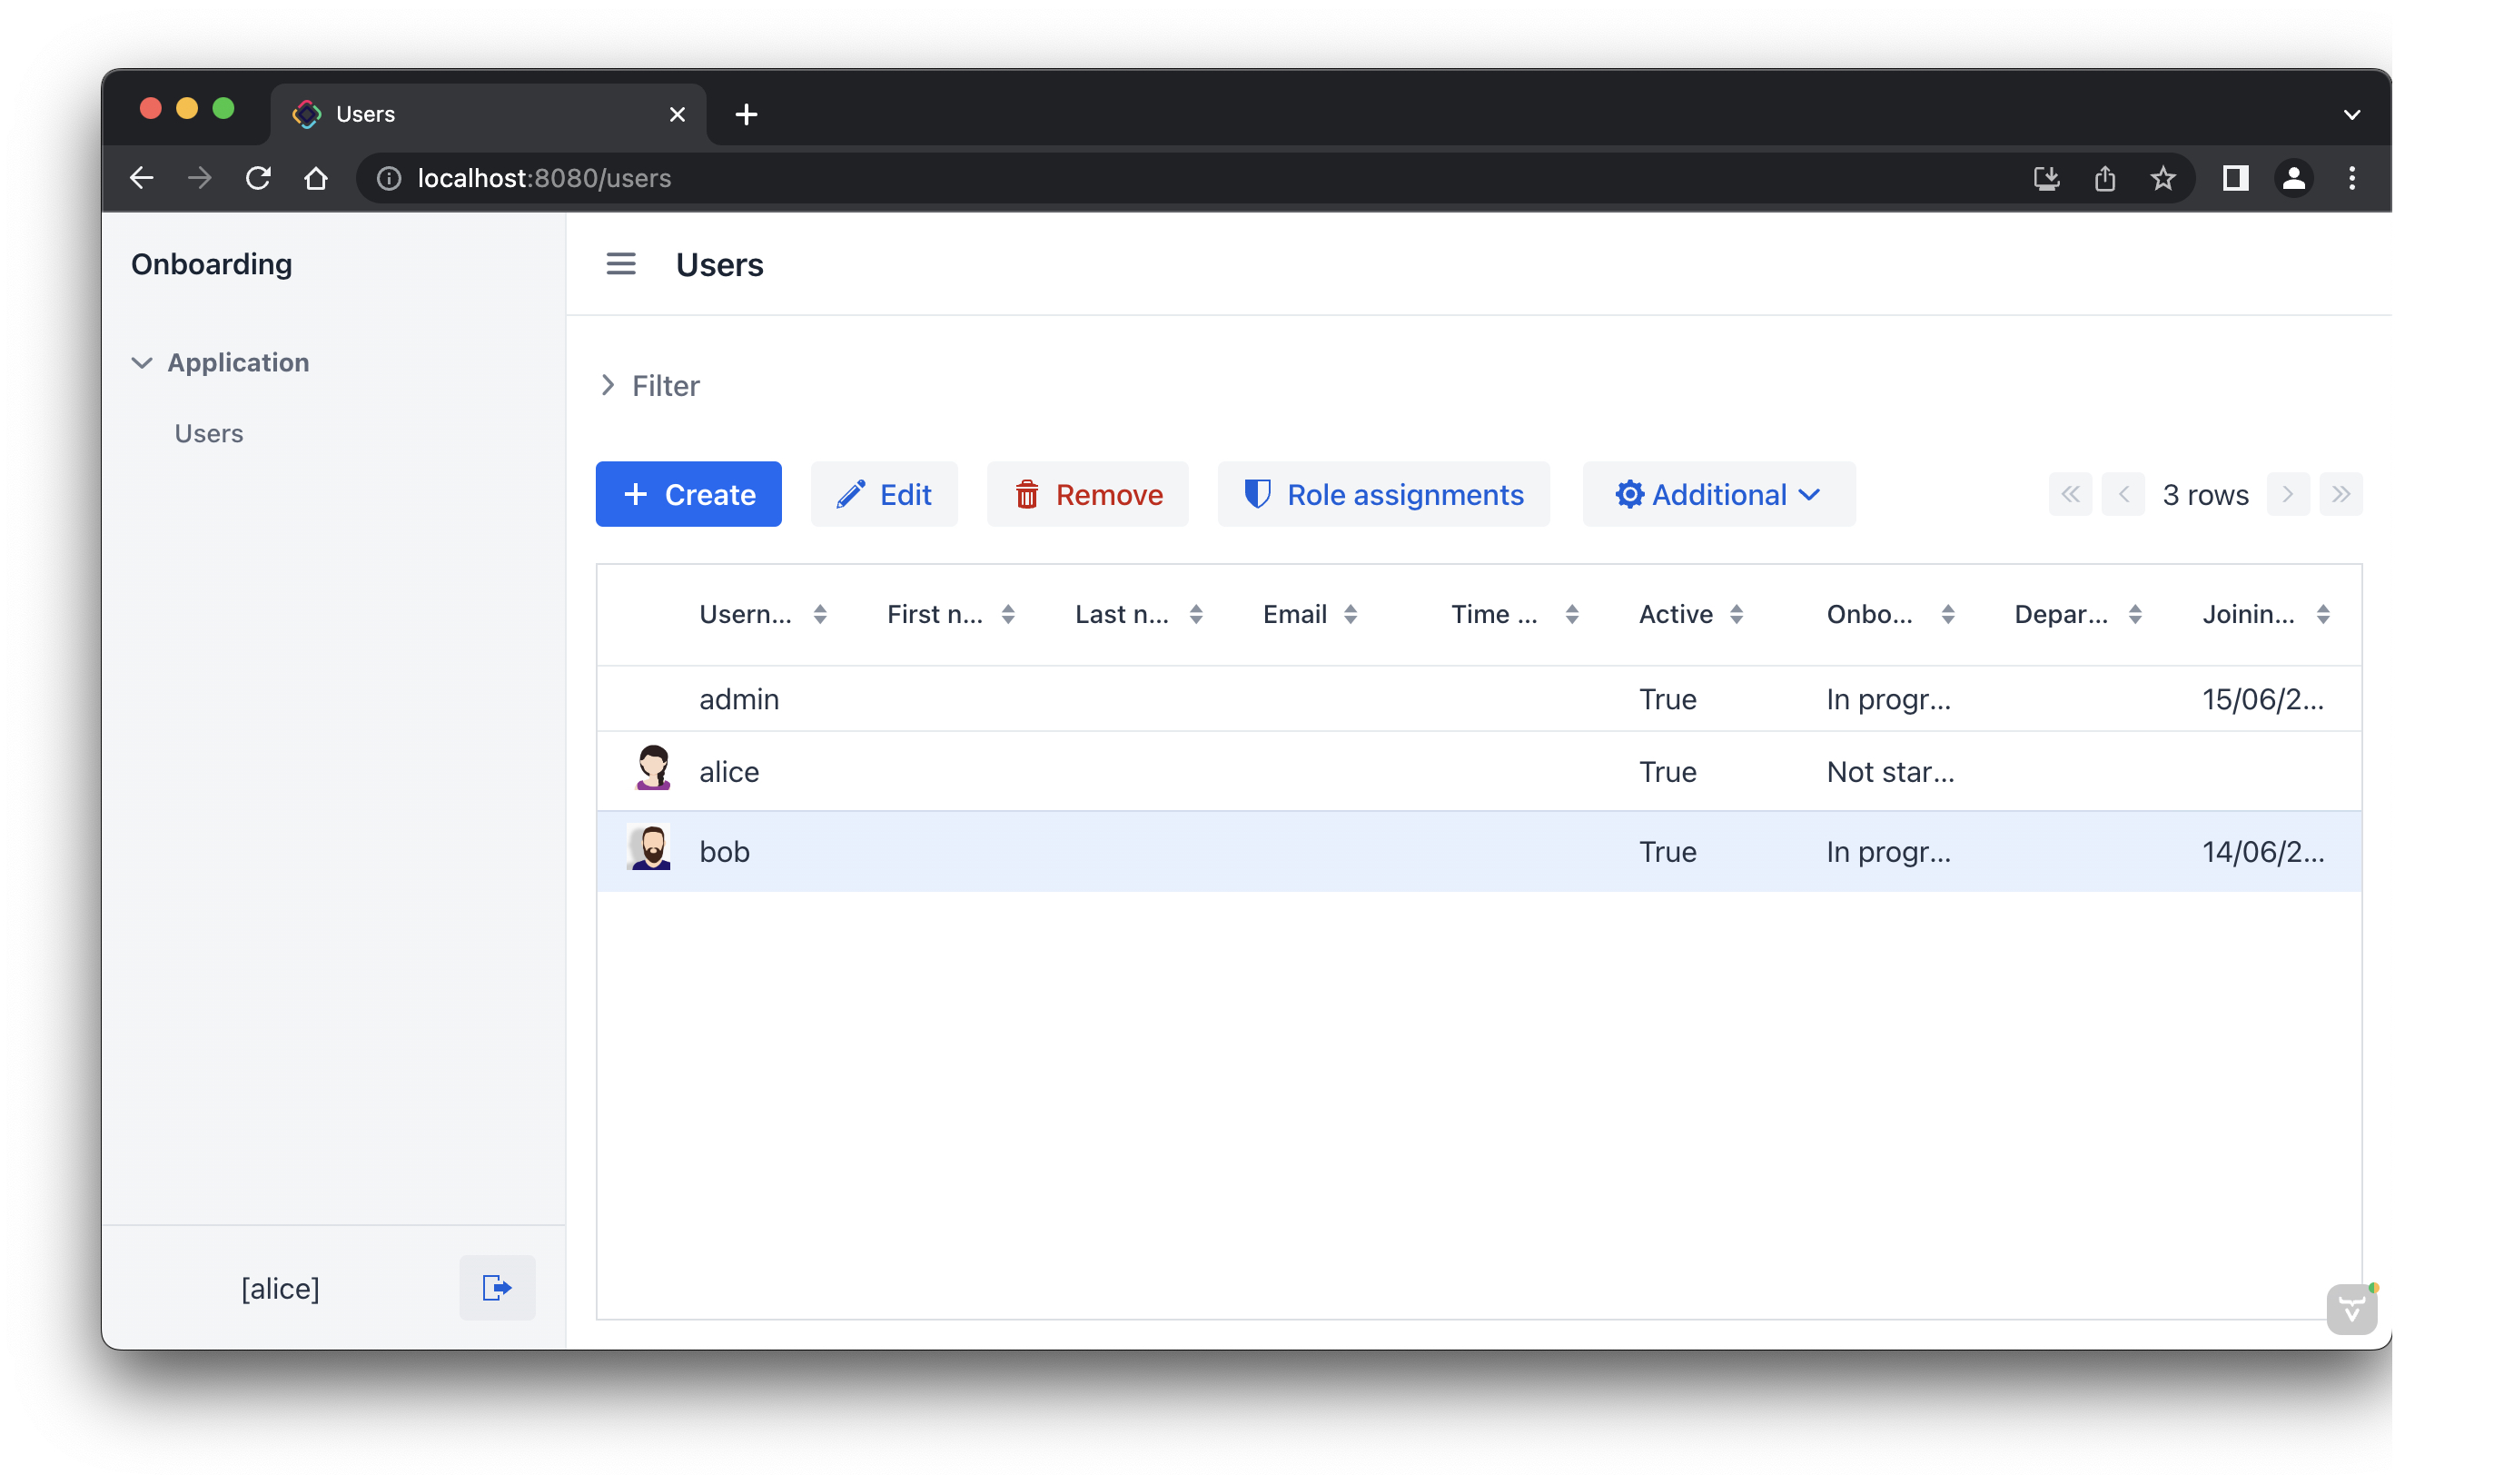 Users
localhost:8080/users
Onboarding
Users
Application
Users
Filter
Create Edit Remove Role assignments Additional 3 rows
Usern... First n... Last n... Email Time ... Active Onbo... Depar... Joinin...
admin True In progr... 15/06/2...
alice True Not star...
bob True In progr... 14/06/2...
[alice]